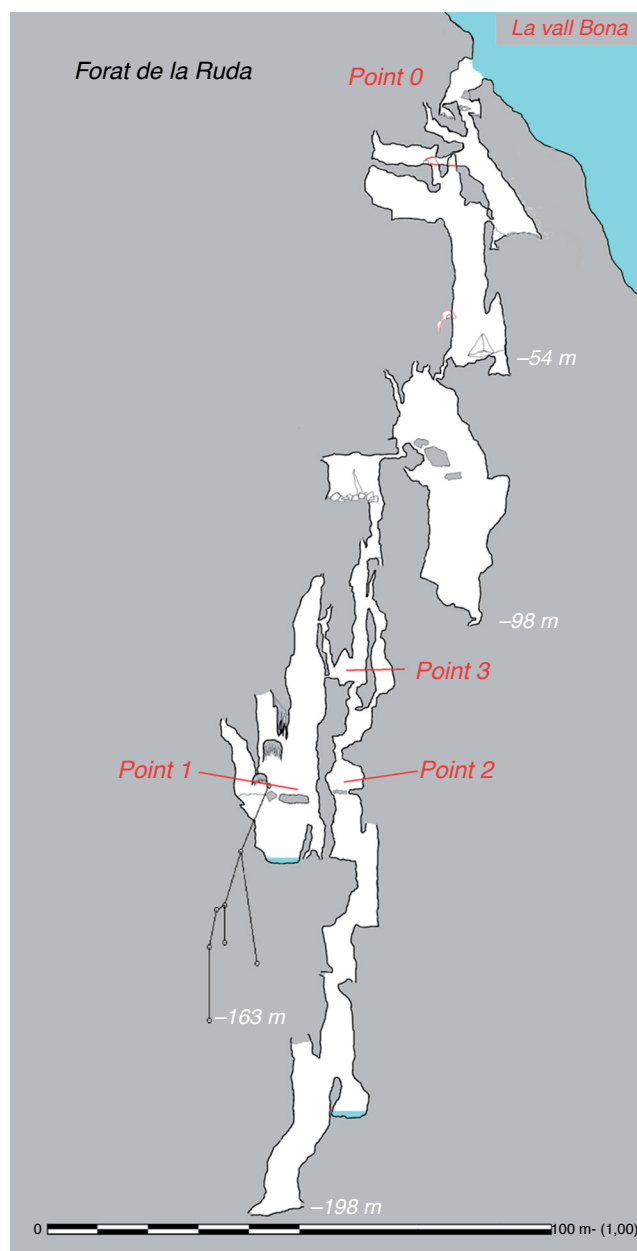 La vall Bona
Forat de la Ruda
Point 0
–54 m
–98 m
Point 3
Point 1
Point 2
–163 m
–198 m
0
100 m- (1,00)